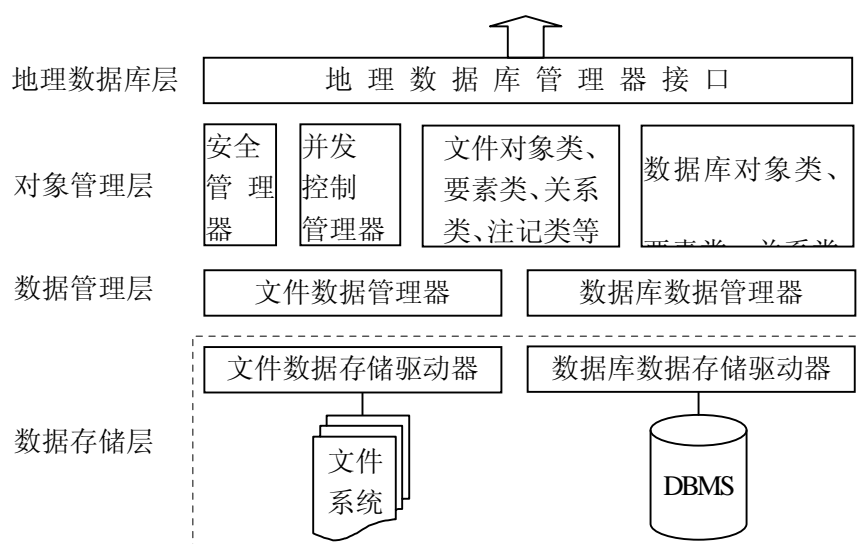 地理数据库层
地理数据库管理器接口
对象管理层
安全
管理
器
并发
控制
管理器
文件对象类、
要素类、关系
类、注记类等
数据库对象类、
数据管理层
文件数据管理器
数据库数据管理器
文件数据存储驱动器
数据库数据存储驱动器
数据存储层
文件
系统
DBMS